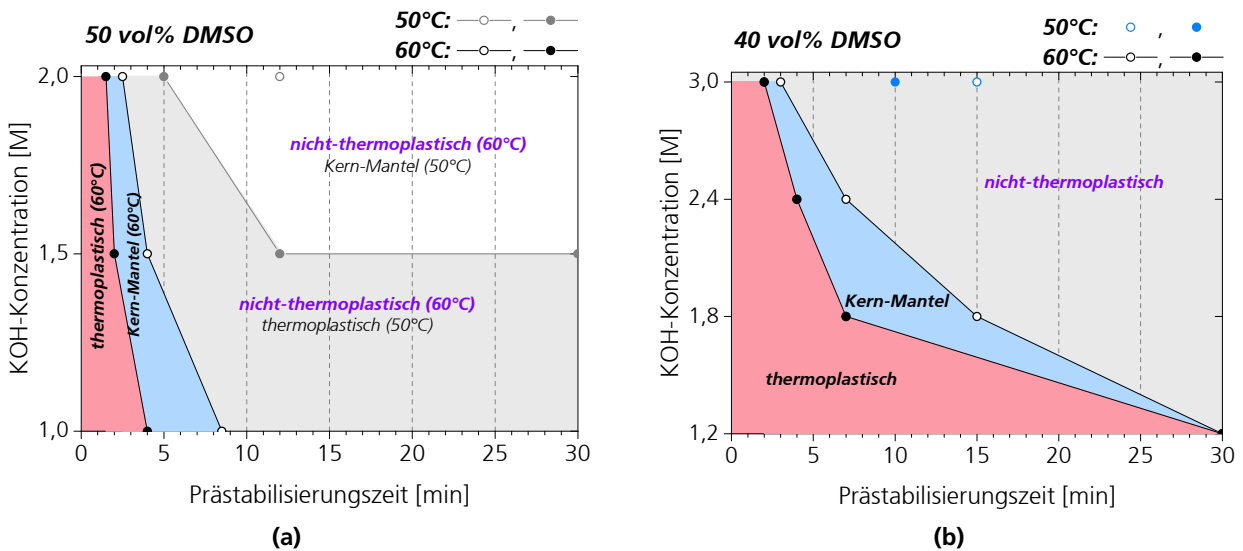 50 vol% DMSO
50°C: , 
60°C: , 
2,0
1,5
1,0
KOH-Konzentration [M]
thermoplastisch (60°C)
Kern-Mantel (60°C)
nicht-thermoplastisch (60°C)
Kern-Mantel (50°C)
nicht-thermoplastisch (60°C)
thermoplastisch (50°C)
0 5 10 15 20 25 30
Prästabilisierungszeit [min]
(a)
40 vol% DMSO
50°C: , 
60°C: , 
3,0
2,4
1,8
1,2
KOH-Konzentration [M]
nicht-thermoplastisch
Kern-Mantel
thermoplastisch
0 5 10 15 20 25 30
Prästabilisierungszeit [min]
(b)